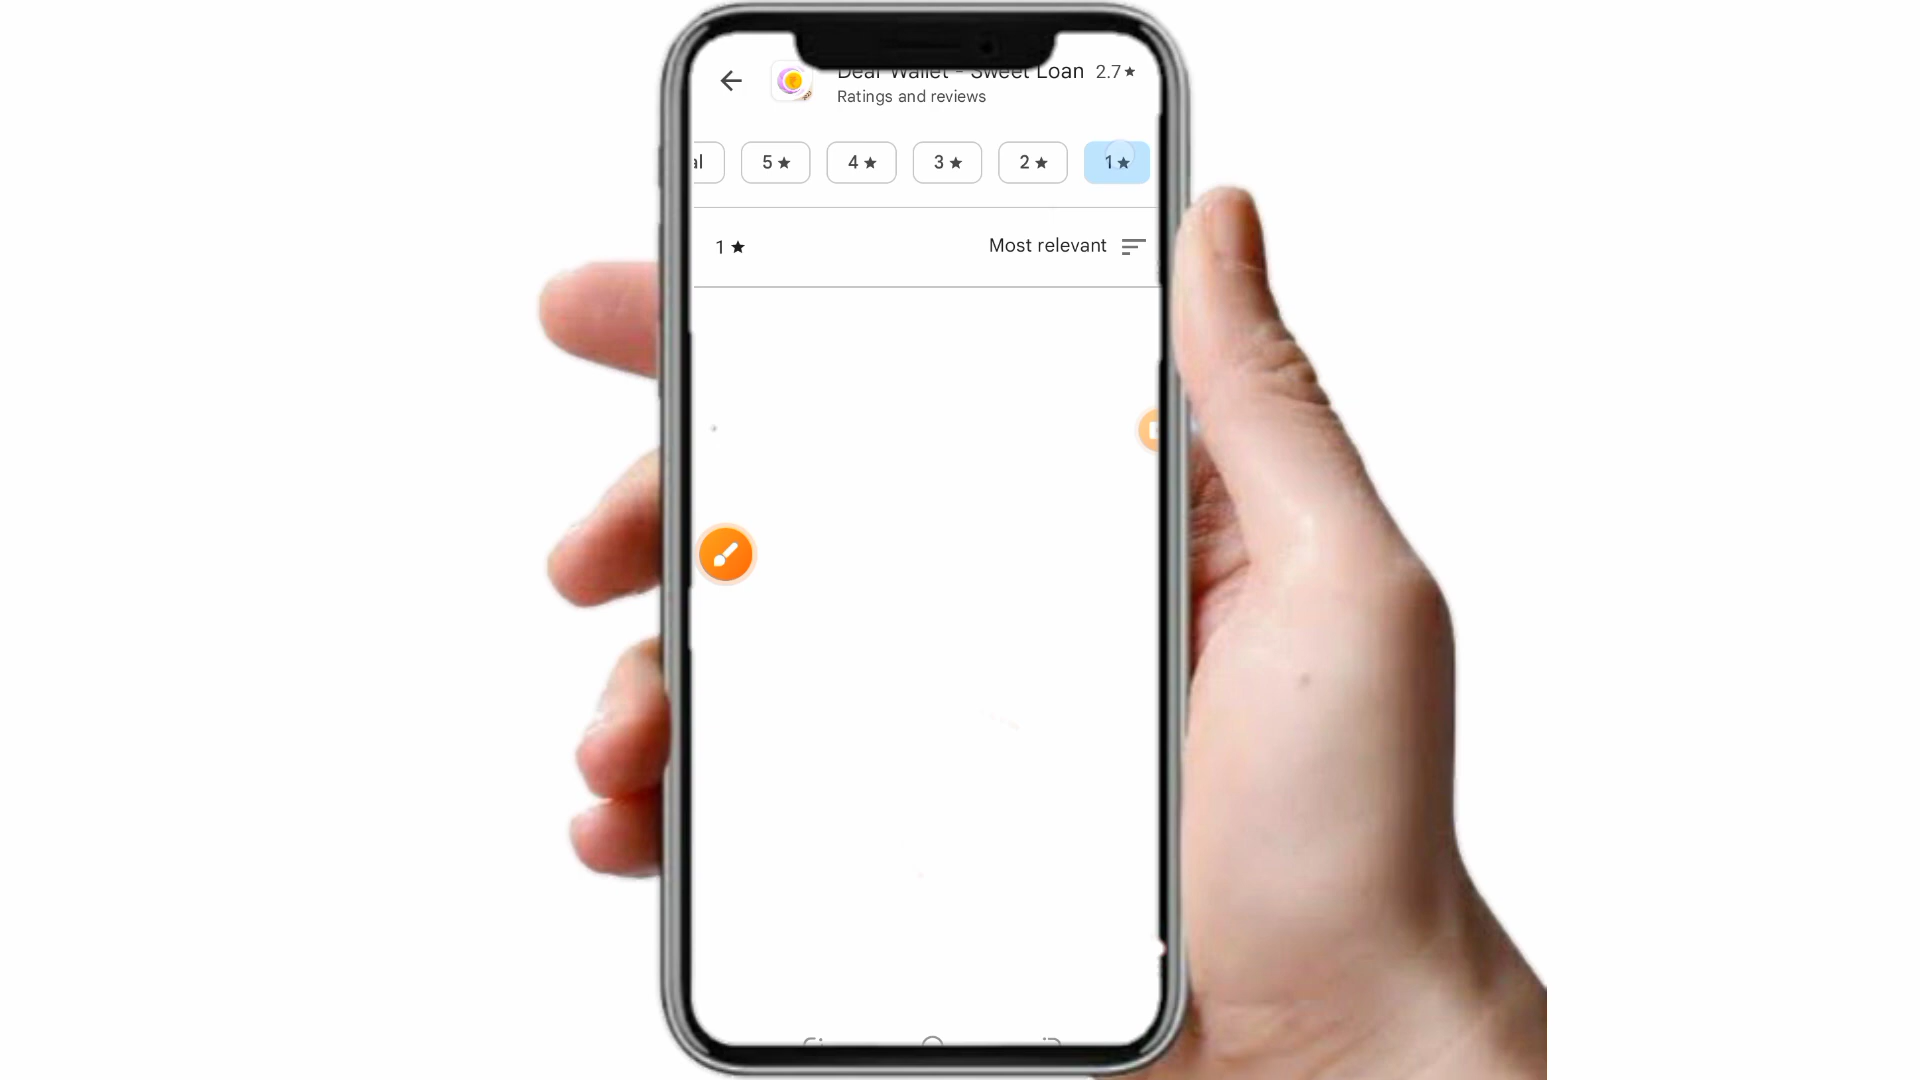 Dear Wallet - Sweet Loan 2.7★
Ratings and reviews
al 5★ 4★ 3★ 2★ 1★
1★ Most relevant